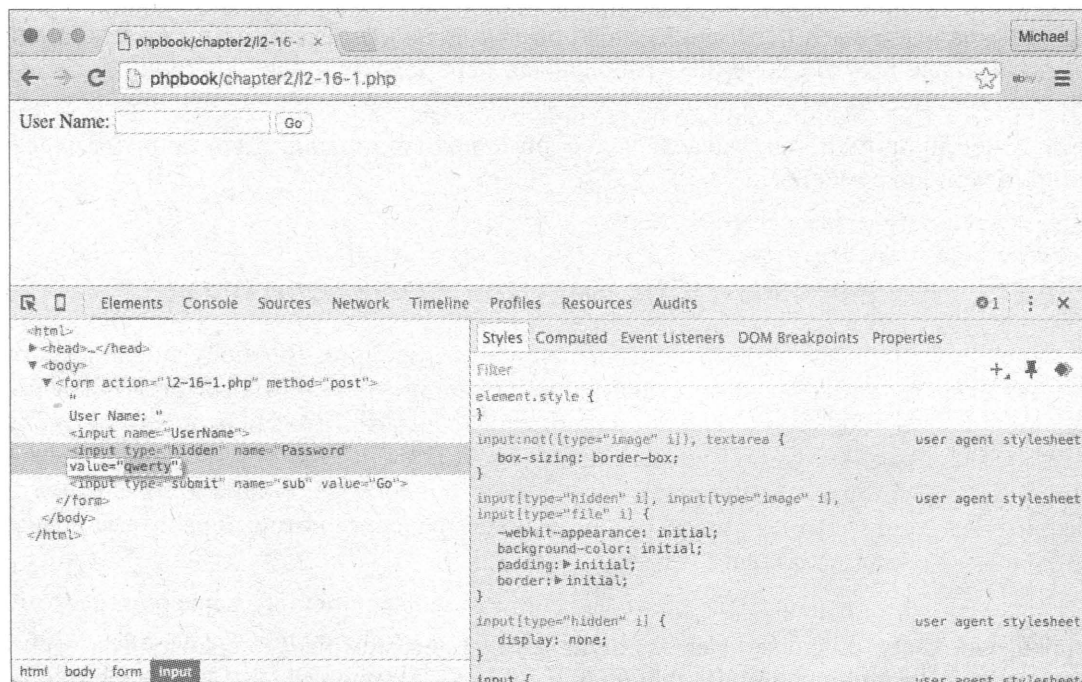 phpbook/chapter2/l2-16-1 ×
Michael
phpbook/chapter2/l2-16-1.php
User Name: Go
Elements Console Sources Network Timeline Profiles Resources Audits 1
<html>
<head>…</head>
<body>
<form action="l2-16-1.php" method="post">
"
User Name: "
<input name="UserName">
<input type="hidden" name="Password"
value="qwerty"
<input type="submit" name="sub" value="Go">
</form>
</body>
</html>
html body form input
Styles Computed Event Listeners DOM Breakpoints Properties
Filter
element.style {
}
input:not([type="image" i]), textarea { user agent stylesheet
box-sizing: border-box;
}
input[type="hidden" i], input[type="image" i], user agent stylesheet
input[type="file" i] {
-webkit-appearance: initial;
background-color: initial;
padding: initial;
border: initial;
}
input[type="hidden" i] { user agent stylesheet
display: none;
}
input { user agent stylesheet